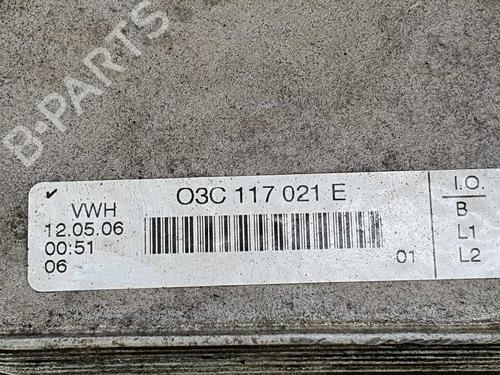 B-PARTS
O3C 117 021 E
VWH
12.05.06
00:51
06
01
I.O.
B
L1
L2